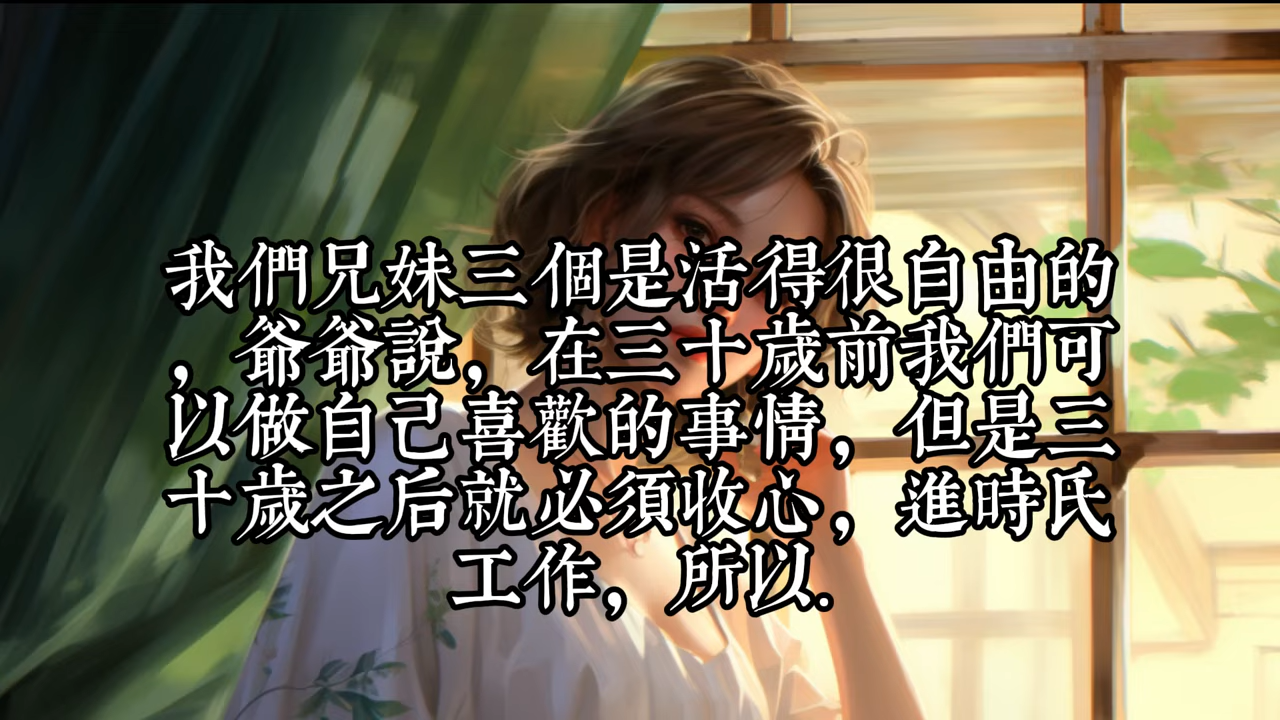 我們兄妹三個是活得很自由的
，爺爺說，在三十歲前我們可
以做自己喜歡的事情，但是三
十歲之后就必須收心，進時氏
工作，所以.